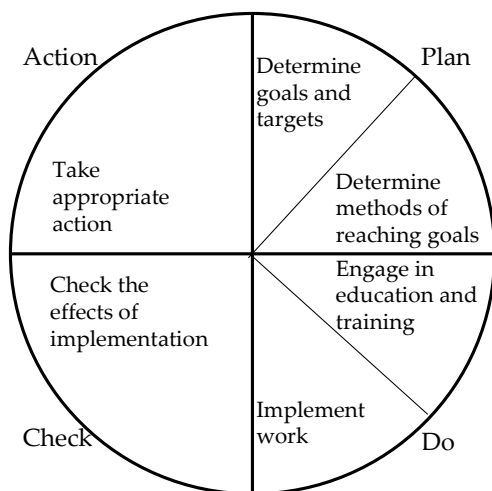 Action
Plan
Determine
goals and
targets
Take
appropriate
action
Determine
methods of
reaching goals
Engage in
education and
training
Check the
effects of
implementation
Implement
work
Check
Do